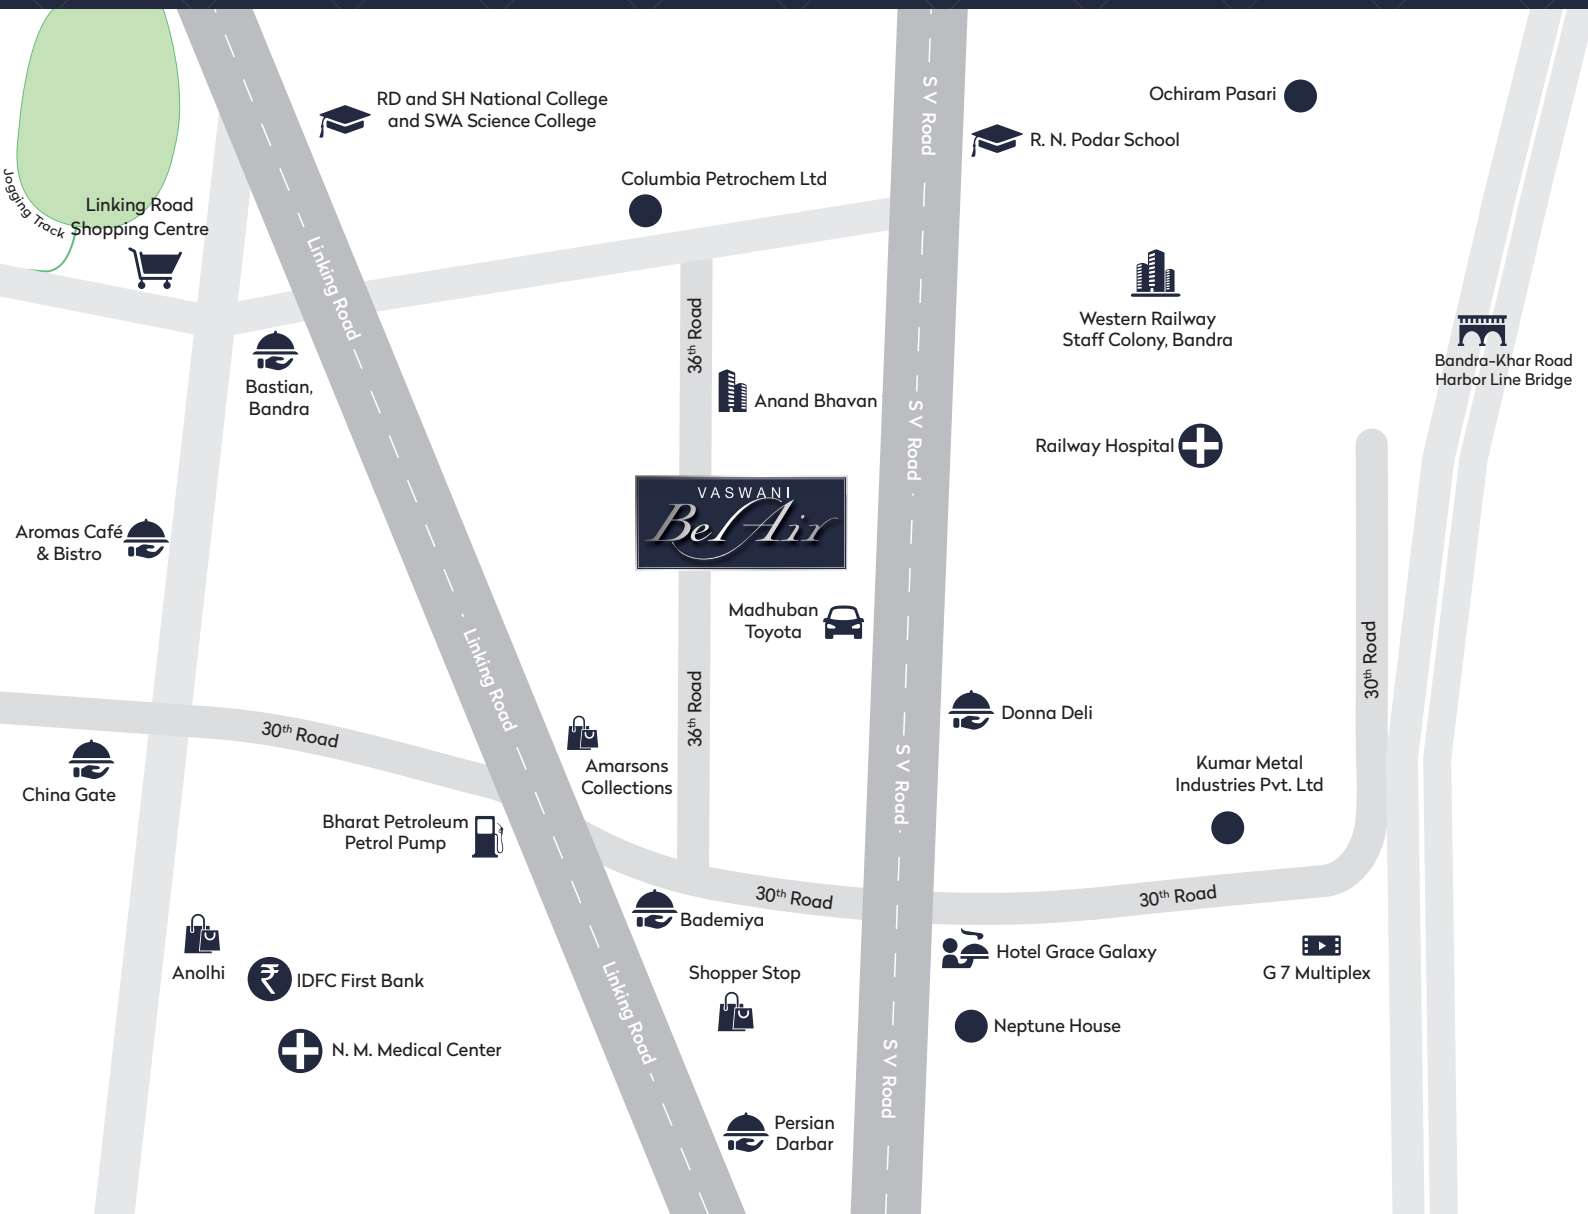 RD and SH National College
and SWA Science College
S V Road
Ochiram Pasari
R. N. Podar School
Columbia Petrochem Ltd
Jogging Track
Linking Road
Shopping Centre
Linking Road
36th Road
Western Railway
Staff Colony, Bandra
Bandra-Khar Road
Harbor Line Bridge
Bastian,
Bandra
Anand Bhavan
S V Road
Railway Hospital
VASWANI
Bel Air
Aromas Café
& Bistro
Madhuban
Toyota
Linking Road
36th Road
30th Road
30th Road
Donna Deli
Amarsons
Collections
S V Road
Kumar Metal
Industries Pvt. Ltd
China Gate
Bharat Petroleum
Petrol Pump
30th Road
30th Road
Bademiya
Hotel Grace Galaxy
Anolhi
IDFC First Bank
Shopper Stop
G 7 Multiplex
Linking Road
Neptune House
N. M. Medical Center
S V Road
Persian
Darbar